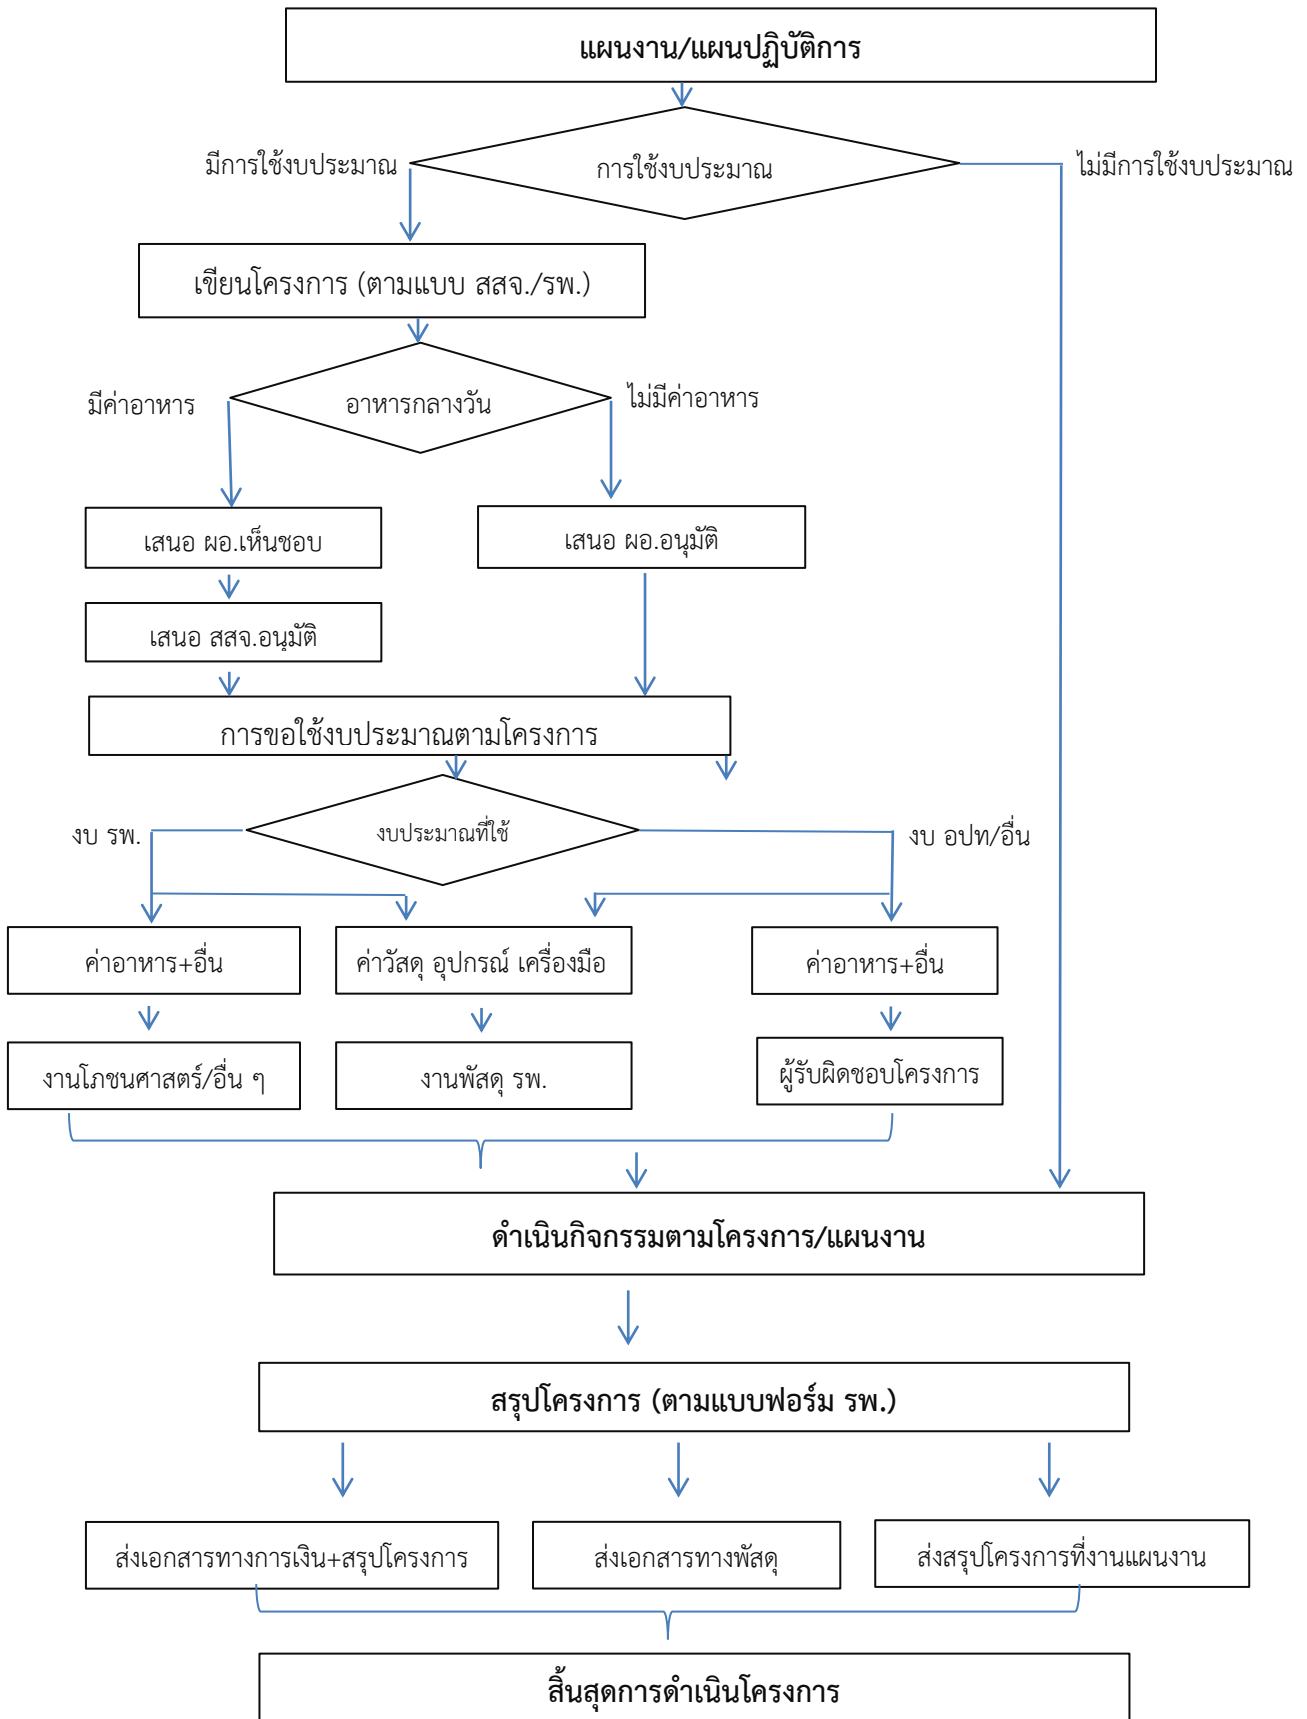 แผนงาน/แผนปฏิบัติการ
มีการใช้งบประมาณ
การใช้งบประมาณ
ไม่มีการใช้งบประมาณ
เขียนโครงการ (ตามแบบ สสจ./รพ.)
มีค่าอาหาร
อาหารกลางวัน
ไม่มีค่าอาหาร
เสนอ ผอ.เห็นชอบ
เสนอ ผอ.อนุมัติ
เสนอ สสจ.อนุมัติ
การขอใช้งบประมาณตามโครงการ
งบ รพ.
งบประมาณที่ใช้
งบ อปท/อื่น
ค่าอาหาร+อื่น
ค่าวัสดุ อุปกรณ์ เครื่องมือ
ค่าอาหาร+อื่น
งานโภชนศาสตร์/อื่น ๆ
งานพัสดุ รพ.
ผู้รับผิดชอบโครงการ
ดำเนินกิจกรรมตามโครงการ/แผนงาน
สรุปโครงการ (ตามแบบฟอร์ม รพ.)
ส่งเอกสารทางการเงิน+สรุปโครงการ
ส่งเอกสารทางพัสดุ
ส่งสรุปโครงการที่งานแผนงาน
สิ้นสุดการดำเนินโครงการ